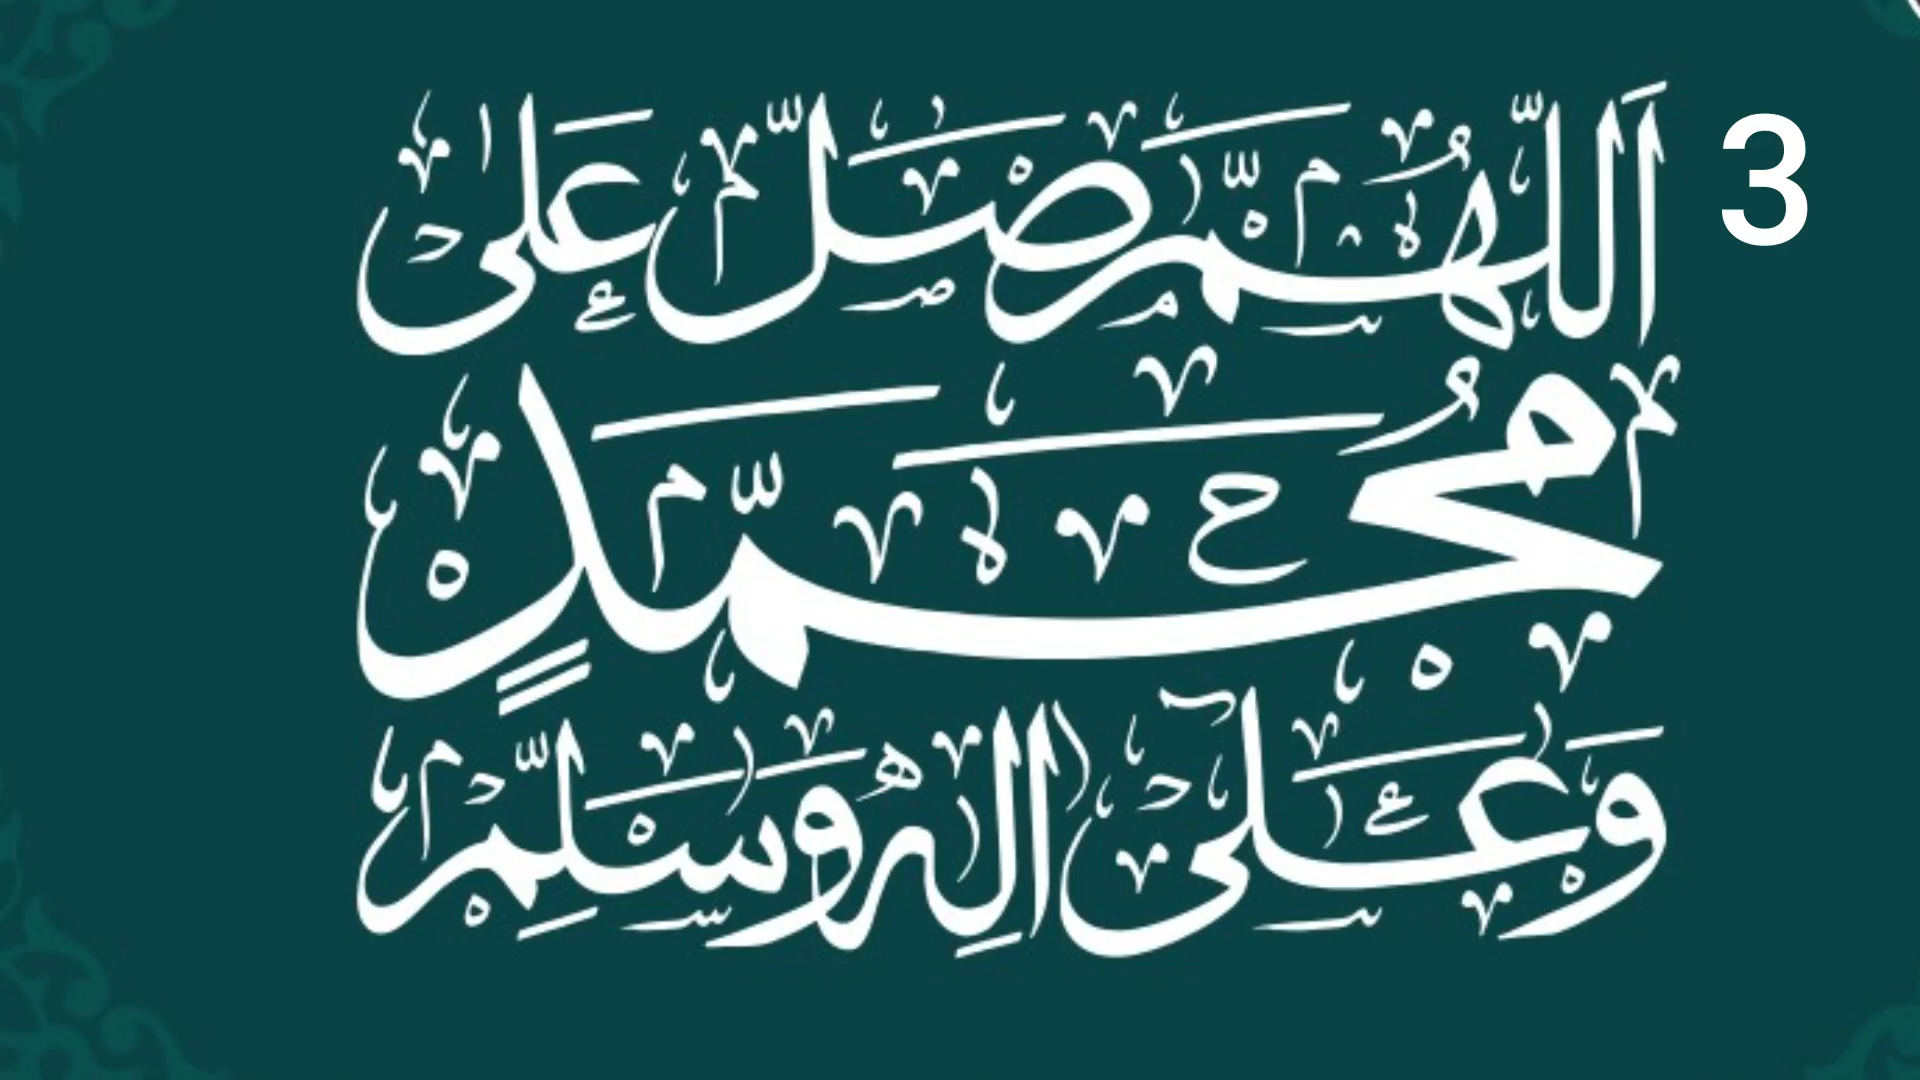 3
اَللّٰهُمَّ صَلِّ عَلٰى
مُحَمَّدٍ
وَعَلٰى اٰلِهٖ وَسَلِّمْ